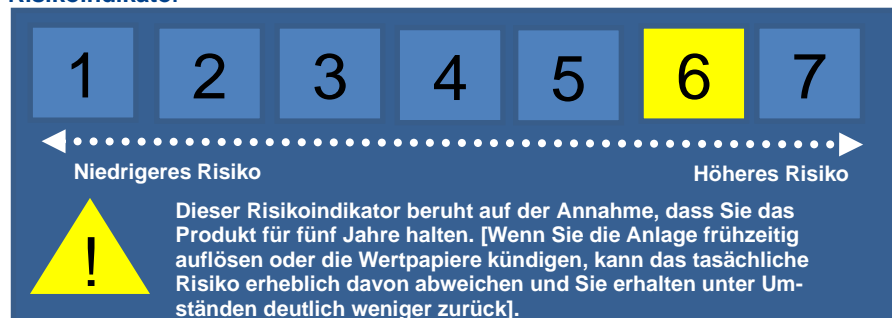 Risikoindikator
1 2 3 4 5 6 7
Niedrigeres Risiko Höheres Risiko
! Dieser Risikoindikator beruht auf der Annahme, dass Sie das
Produkt für fünf Jahre halten. [Wenn Sie die Anlage frühzeitig
auflösen oder die Wertpapiere kündigen, kann das tasächliche
Risiko erheblich davon abweichen und Sie erhalten unter Um-
ständen deutlich weniger zurück].